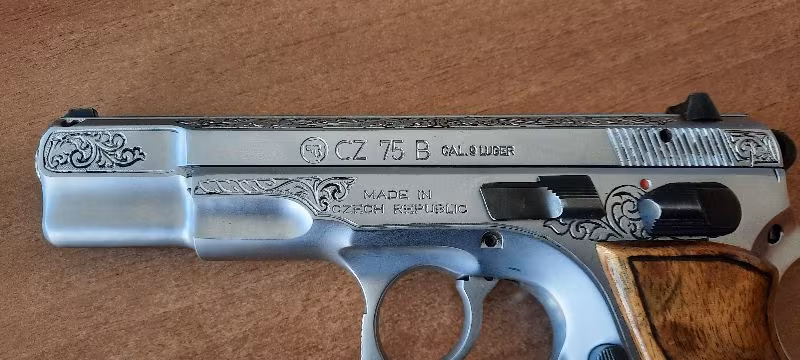 CZ 75 B CAL.9 LUGER
MADE IN
CZECH REPUBLIC